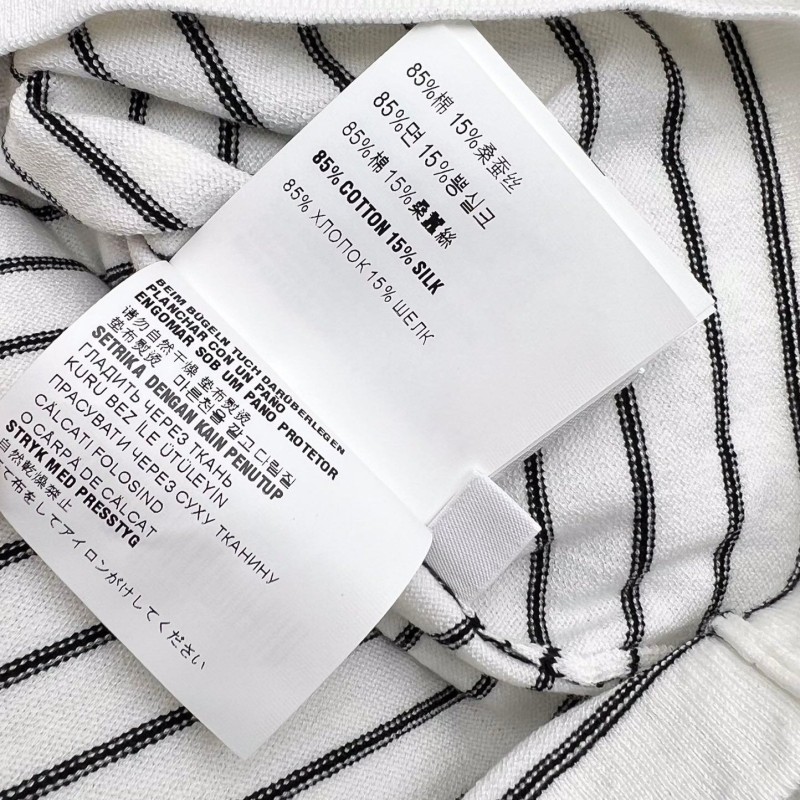 85%棉 15%桑蚕丝
85%면 15%뽕실크
85%棉 15%桑蠶絲
85% COTTON 15% SILK
85% ХЛОПОК 15% ШЕЛК
BEIM BÜGELN TUCH DARÜBERLEGEN
PLANCHAR CON UN PANO
ENGOMAR SOB UM PANO PROTETOR
请勿自然干燥 垫布熨烫
垫布熨烫 마른천을 깔고 다림질
SETRIKA DENGAN KAIN PENUTUP
ГЛАДИТЬ ЧЕРЕЗ ТКАНЬ
KURU BEZ İLE ÜTÜLEYİN
ПРАСУВАТИ ЧЕРЕЗ СУХУ ТКАНИНУ
CĂLCATI FOLOSIND
O CARPĂ DE CĂLCAT
STRYK MED PRESSTYG
自然乾燥禁止
て布をしてアイロンがけしてください